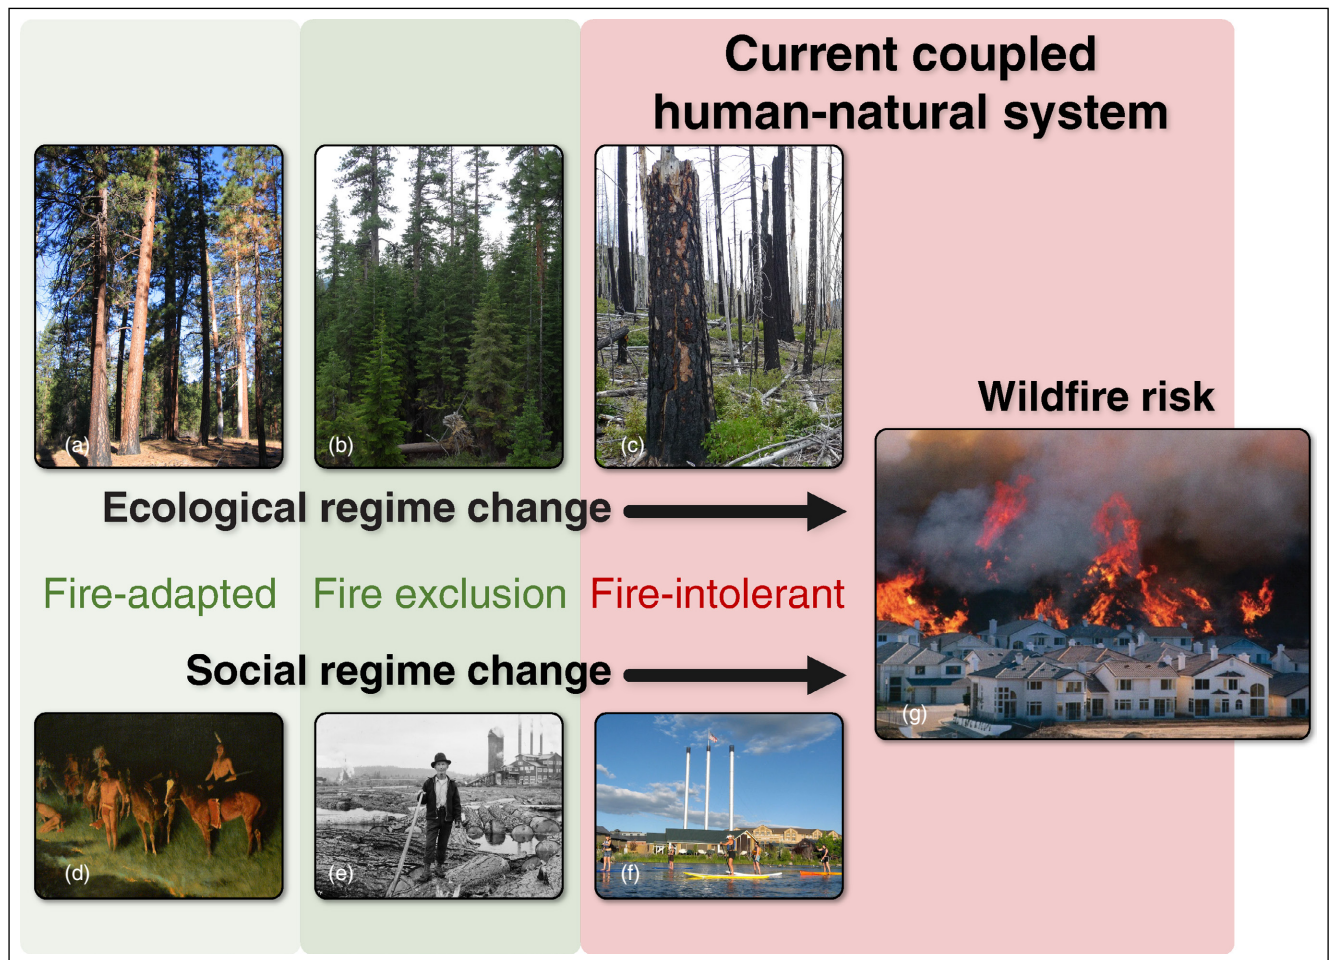 Current coupled
human-natural system
(a)
(b)
(c)
Wildfire risk
Ecological regime change
Fire-adapted
Fire exclusion
Fire-intolerant
Social regime change
(g)
(d)
(e)
(f)